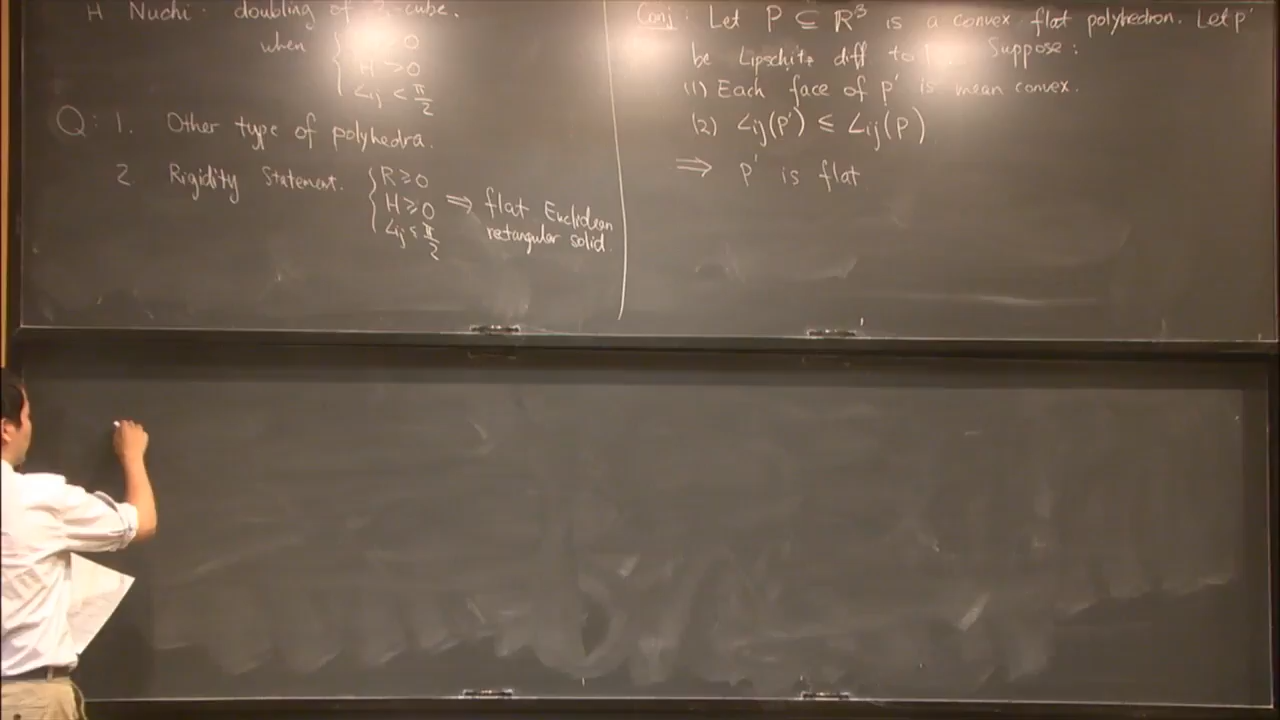 H Nuchi. doubling of cube.
when > 0
H > 0
∠ij < π/2
Q: 1. Other type of polyhedra.
2 Rigidity Statement. { R ≥ 0
H ≥ 0 ⟹ flat Euclidean
∠ij ≤ π/2 rectangular solid.
Conj: Let P ⊆ R³ is a convex flat polyhedron. Let p'
be Lipschitz diff to Suppose:
(1) Each face of p' is mean convex.
(2) ∠ij(p') ≤ ∠ij(P)
⟹ p' is flat